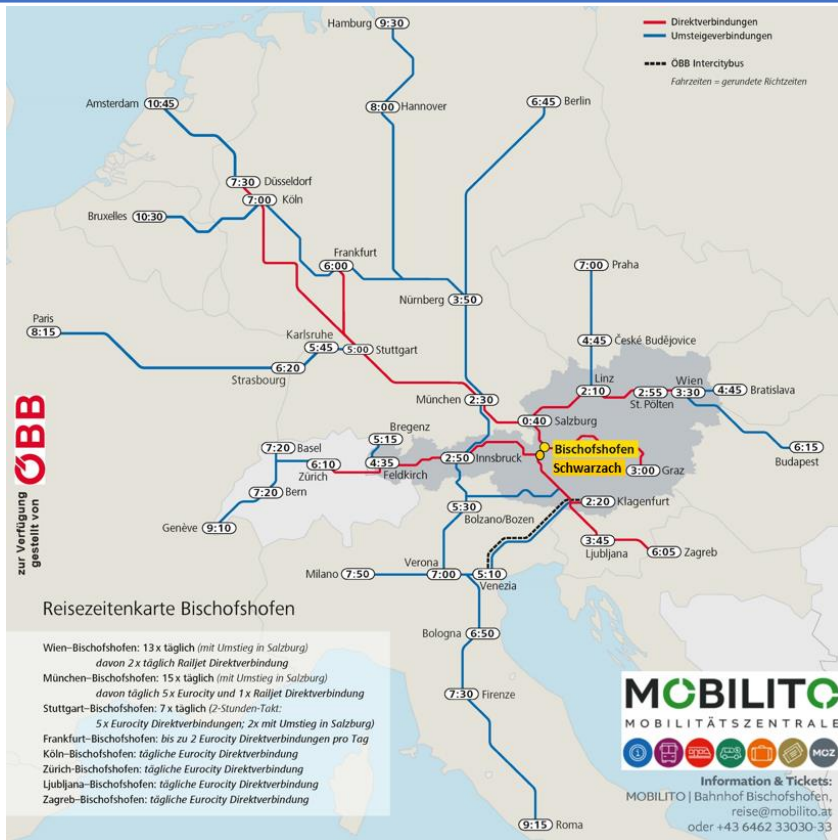 Hamburg 9:30
Direktverbindungen
Umsteigeverbindungen
ÖBB Intercitybus
Fahrzeiten = gerundete Richtzeiten
Amsterdam 10:45
8:00 Hannover
6:45 Berlin
7:30 Düsseldorf
7:00 Köln
Bruxelles 10:30
Frankfurt
6:00
7:00 Praha
Nürnberg 3:50
Paris
8:15
Karlsruhe
5:45 5:00 Stuttgart
6:20
Strasbourg
4:45 České Budějovice
Linz
2:10
2:55
St. Pölten
Wien
3:30
4:45 Bratislava
München 2:30
0:40 Salzburg
Bregenz
5:15
7:20 Basel
6:10
Zürich
4:35
Feldkirch
2:50 Innsbruck
Bischofshofen
Schwarzach
3:00 Graz
6:15
Budapest
7:20
Bern
Genève 9:10
5:30
Bolzano/Bozen
2:20 Klagenfurt
3:45
Ljubljana
6:05 Zagreb
Verona
Milano 7:50
7:00
5:10
Venezia
Bologna 6:50
7:30 Firenze
9:15 Roma
zur Verfügung
gestellt von
ÖBB
Reisezeitenkarte Bischofshofen
Wien–Bischofshofen: 13 x täglich (mit Umstieg in Salzburg)
davon 2 x täglich Railjet Direktverbindung
München–Bischofshofen: 15 x täglich (mit Umstieg in Salzburg)
davon täglich 5 x Eurocity und 1 x Railjet Direktverbindung
Stuttgart–Bischofshofen: 7 x täglich (2-Stunden-Takt:
5 x Eurocity Direktverbindungen; 2x mit Umstieg in Salzburg)
Frankfurt–Bischofshofen: bis zu 2 Eurocity Direktverbindungen pro Tag
Köln–Bischofshofen: tägliche Eurocity Direktverbindung
Zürich-Bischofshofen: tägliche Eurocity Direktverbindung
Ljubljana–Bischofshofen: tägliche Eurocity Direktverbindung
Zagreb–Bischofshofen: tägliche Eurocity Direktverbindung
MOBILITO
MOBILITÄTSZENTRALE
MCZ
Information & Tickets:
MOBILITO | Bahnhof Bischofshofen,
reise@mobilito.at
oder +43 6462 33030-33